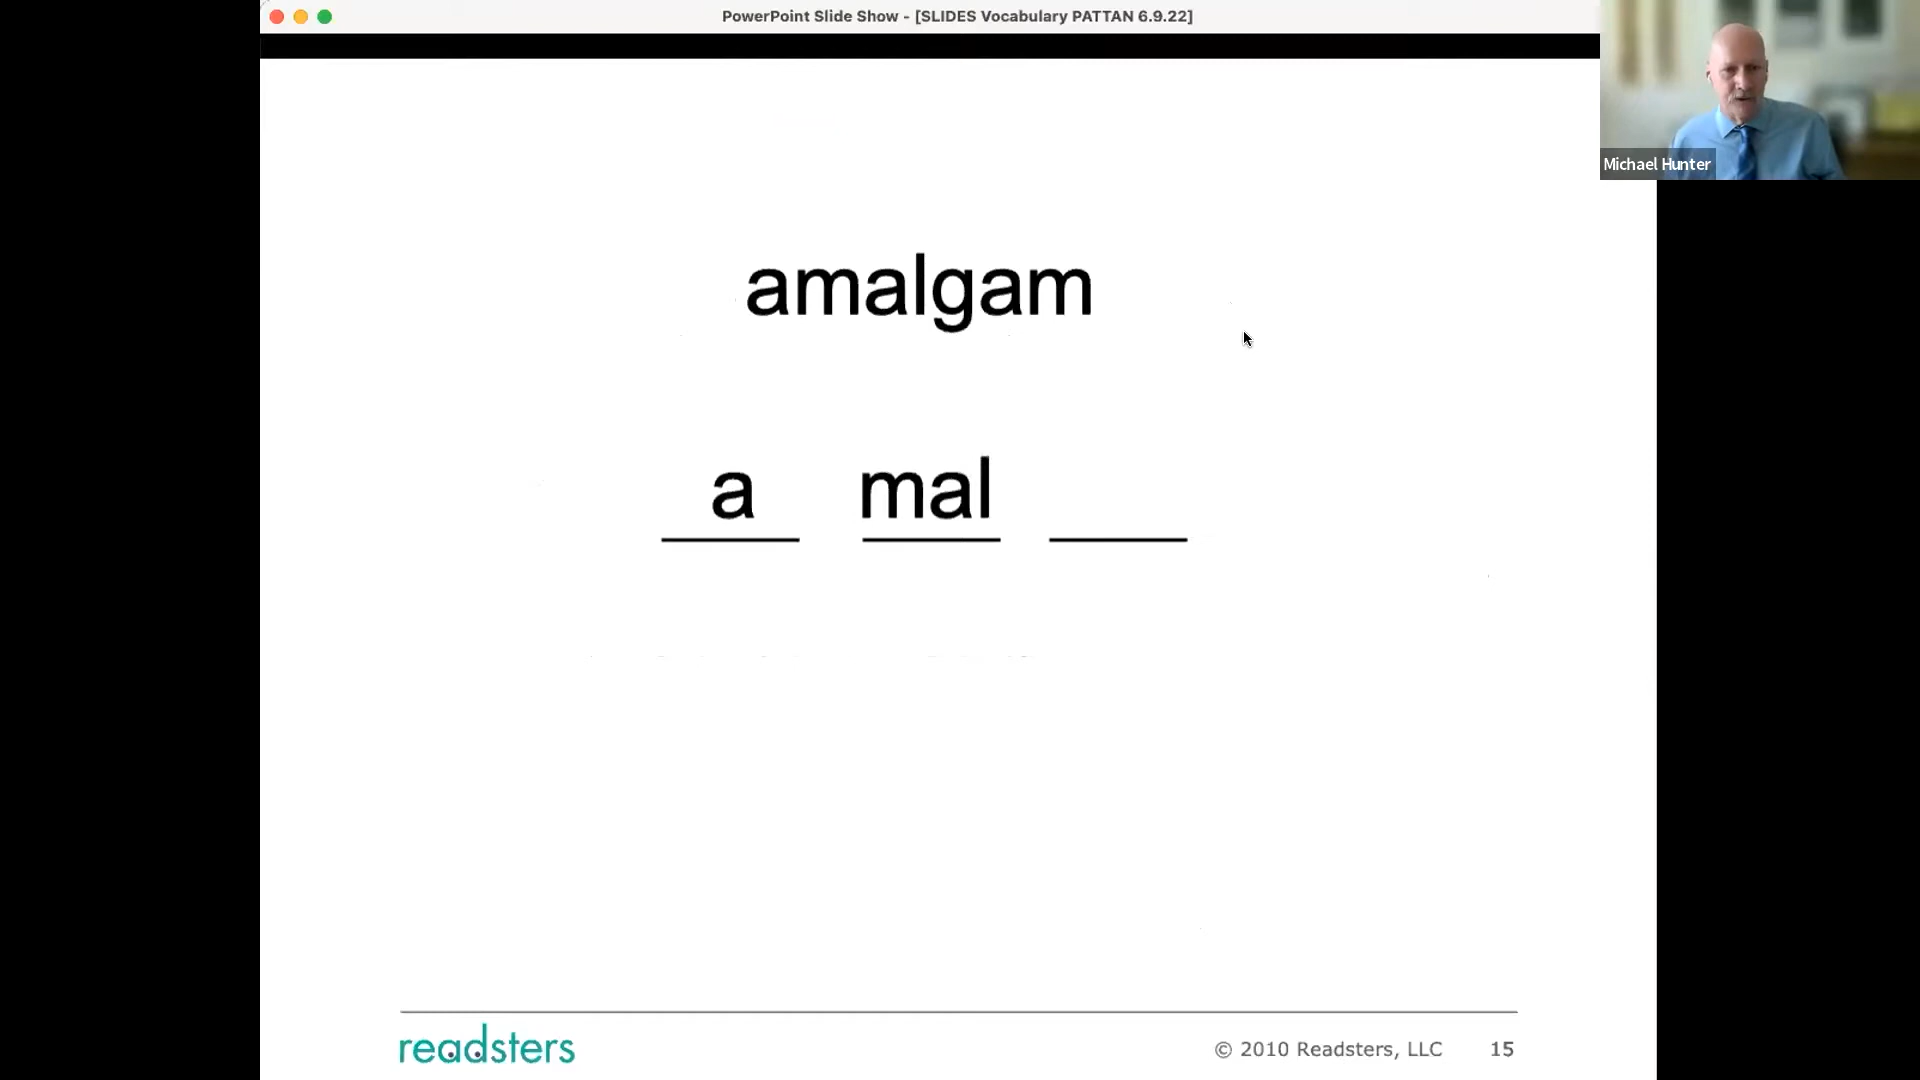 PowerPoint Slide Show - [SLIDES Vocabulary PATTAN 6.9.22]
Michael Hunter
amalgam
a mal
readsters
© 2010 Readsters, LLC 15